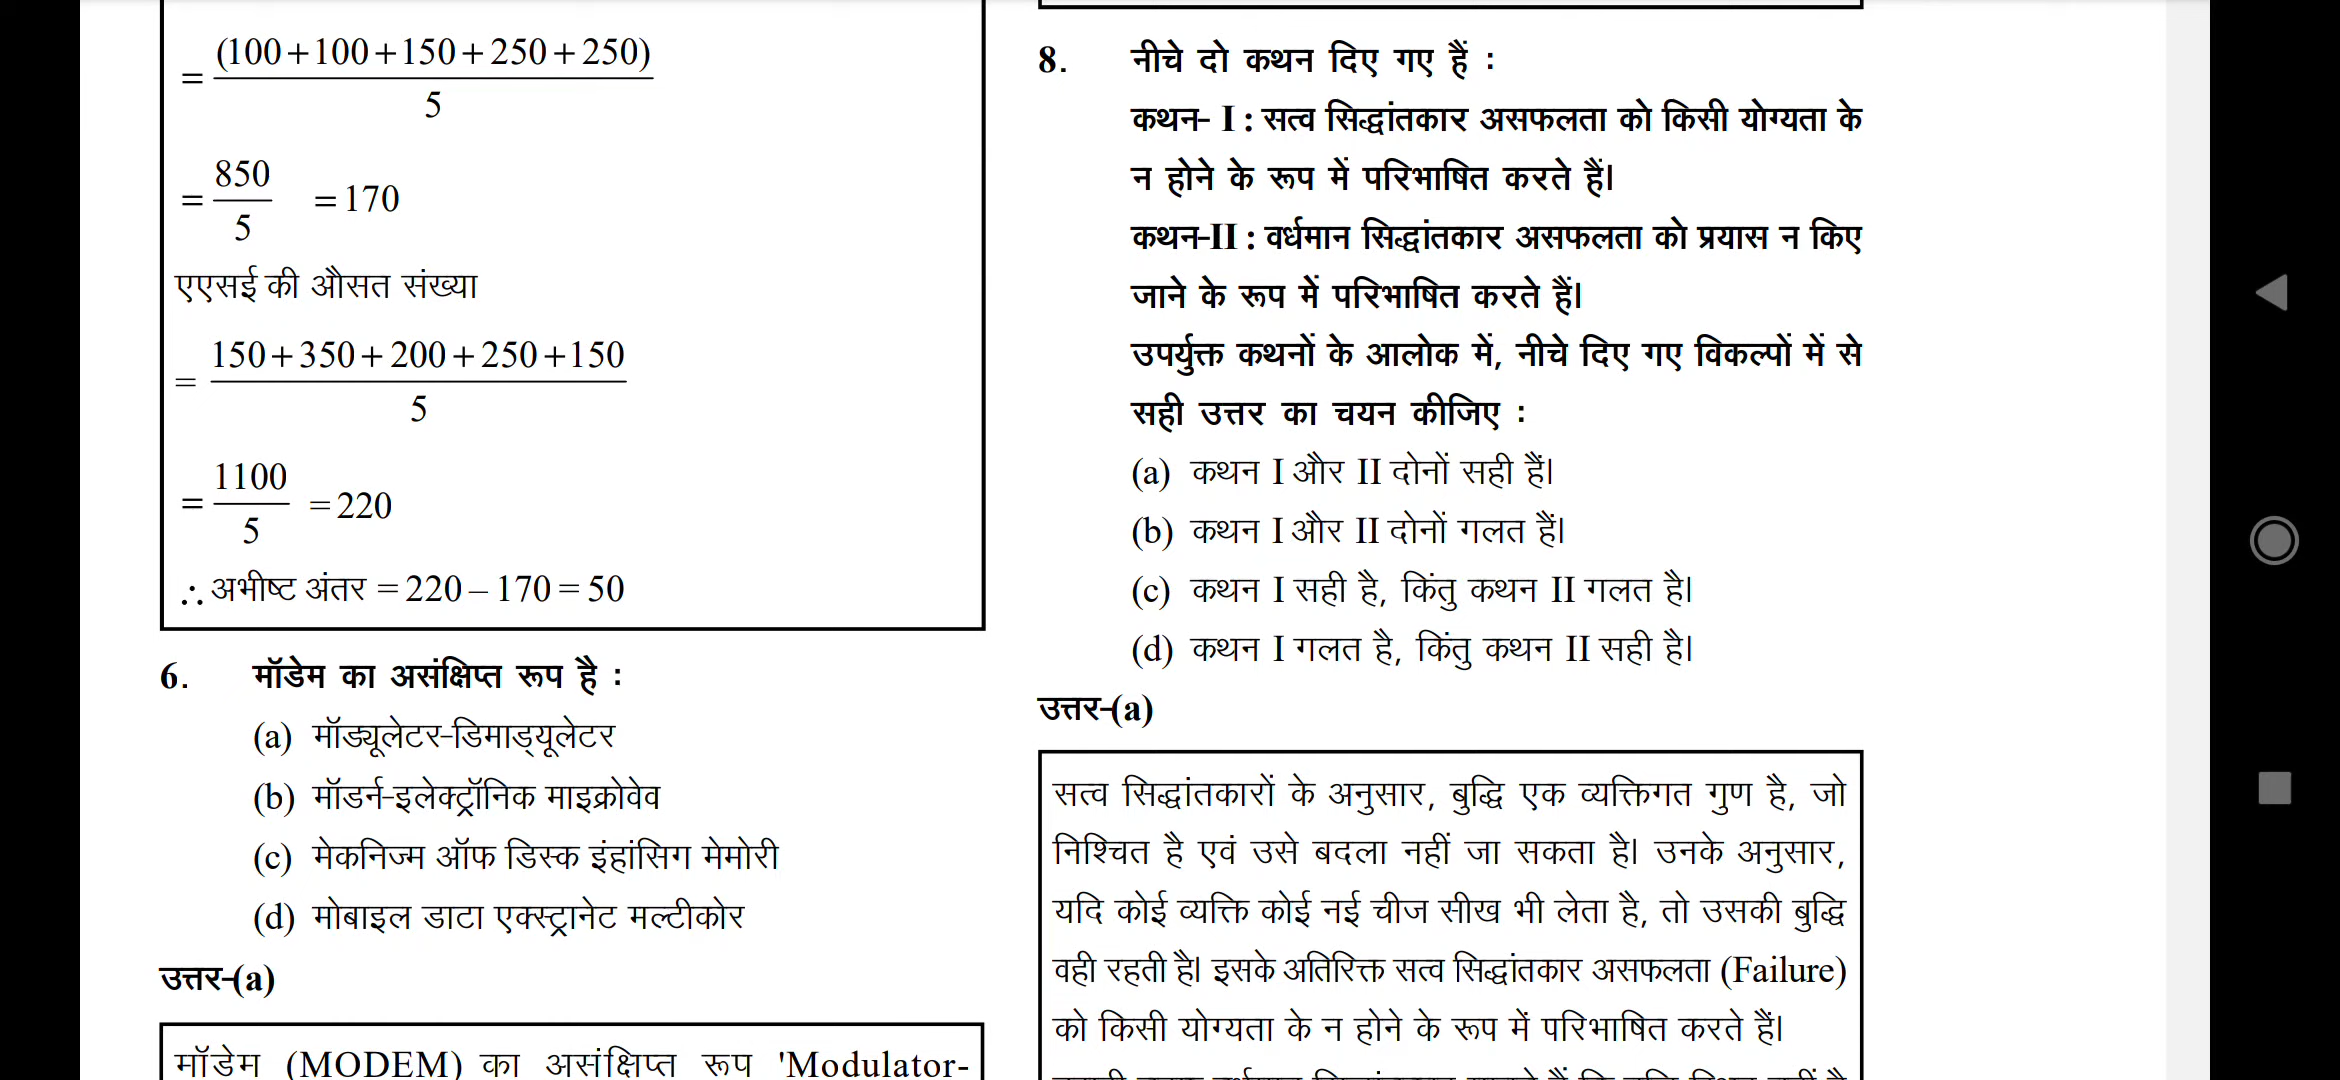 = (100+100+150+250+250)
5
= 850
5
=170
एएसई की औसत संख्या
= 150+350+200+250+150
5
= 1100
5
=220
∴ अभीष्ट अंतर = 220 – 170 = 50
6. मॉडेम का असंक्षिप्त रूप है :
(a) मॉड्यूलेटर-डिमाड्यूलेटर
(b) मॉडर्न-इलेक्ट्रॉनिक माइक्रोवेव
(c) मेकनिज्म ऑफ डिस्क इंहांसिग मेमोरी
(d) मोबाइल डाटा एक्स्ट्रानेट मल्टीकोर
उत्तर-(a)
मॉडेम (MODEM) का असंक्षिप्त रूप 'Modulator-
8. नीचे दो कथन दिए गए हैं :
कथन- I : सत्व सिद्धांतकार असफलता को किसी योग्यता के
न होने के रूप में परिभाषित करते हैं।
कथन-II : वर्धमान सिद्धांतकार असफलता को प्रयास न किए
जाने के रूप में परिभाषित करते हैं।
उपर्युक्त कथनों के आलोक में, नीचे दिए गए विकल्पों में से
सही उत्तर का चयन कीजिए :
(a) कथन I और II दोनों सही हैं।
(b) कथन I और II दोनों गलत हैं।
(c) कथन I सही है, किंतु कथन II गलत है।
(d) कथन I गलत है, किंतु कथन II सही है।
उत्तर-(a)
सत्व सिद्धांतकारों के अनुसार, बुद्धि एक व्यक्तिगत गुण है, जो
निश्चित है एवं उसे बदला नहीं जा सकता है। उनके अनुसार,
यदि कोई व्यक्ति कोई नई चीज सीख भी लेता है, तो उसकी बुद्धि
वही रहती है। इसके अतिरिक्त सत्व सिद्धांतकार असफलता (Failure)
को किसी योग्यता के न होने के रूप में परिभाषित करते हैं।